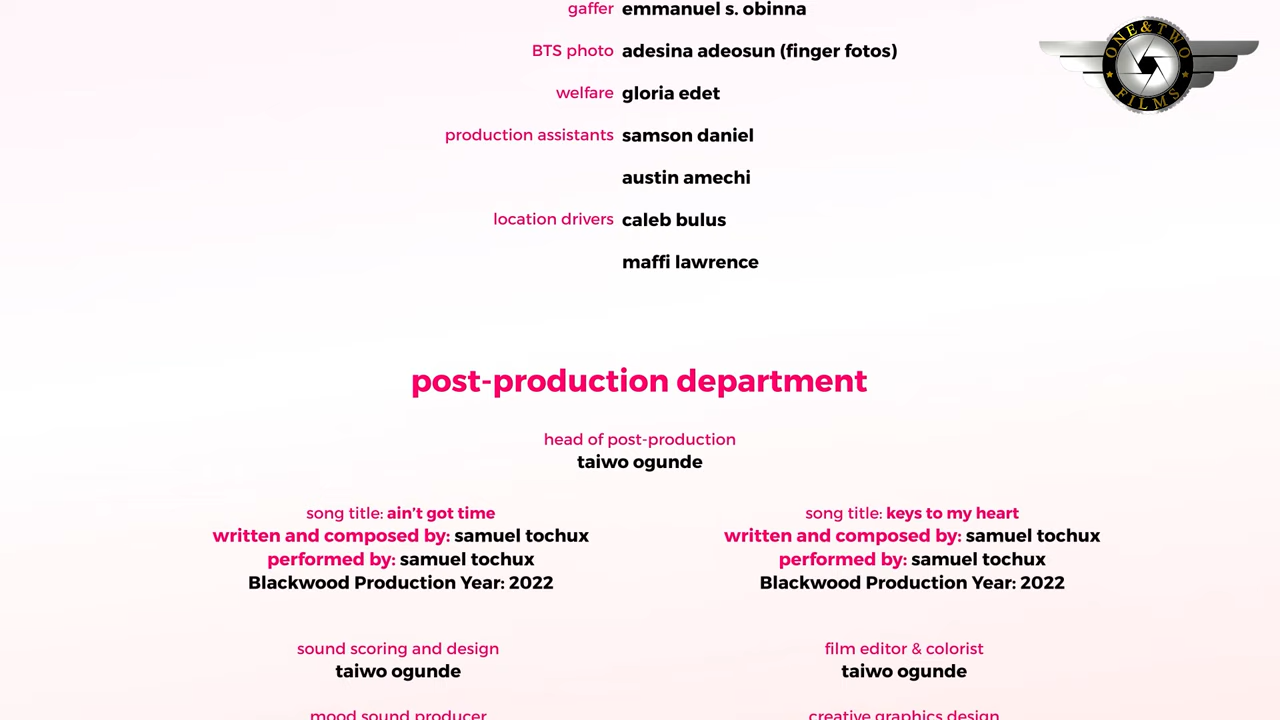 gaffer emmanuel s. obinna
BTS photo adesina adeosun (finger fotos)
welfare gloria edet
production assistants samson daniel
austin amechi
location drivers caleb bulus
maffi lawrence
ONE&TWO
FILMS
post-production department
head of post-production
taiwo ogunde
song title: ain't got time
written and composed by: samuel tochux
performed by: samuel tochux
Blackwood Production Year: 2022
song title: keys to my heart
written and composed by: samuel tochux
performed by: samuel tochux
Blackwood Production Year: 2022
sound scoring and design
taiwo ogunde
film editor & colorist
taiwo ogunde
mood sound producer
creative graphics design